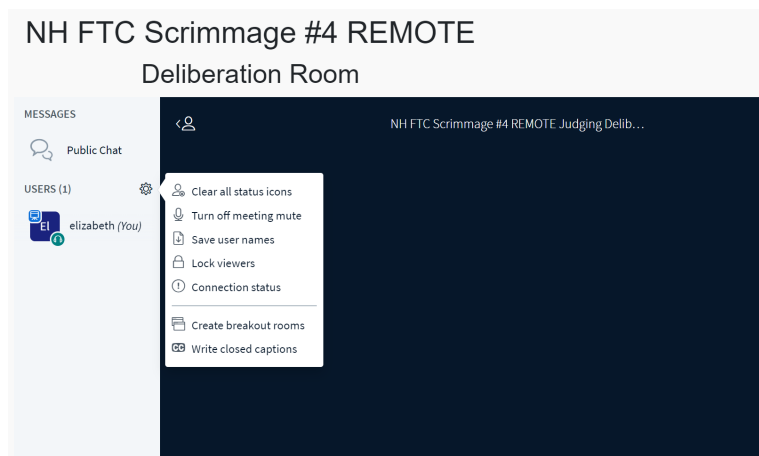 NH FTC Scrimmage #4 REMOTE
Deliberation Room
MESSAGES
Public Chat
USERS (1)
El
elizabeth (You)
NH FTC Scrimmage #4 REMOTE Judging Delib…
Clear all status icons
Turn off meeting mute
Save user names
Lock viewers
Connection status
Create breakout rooms
CC Write closed captions